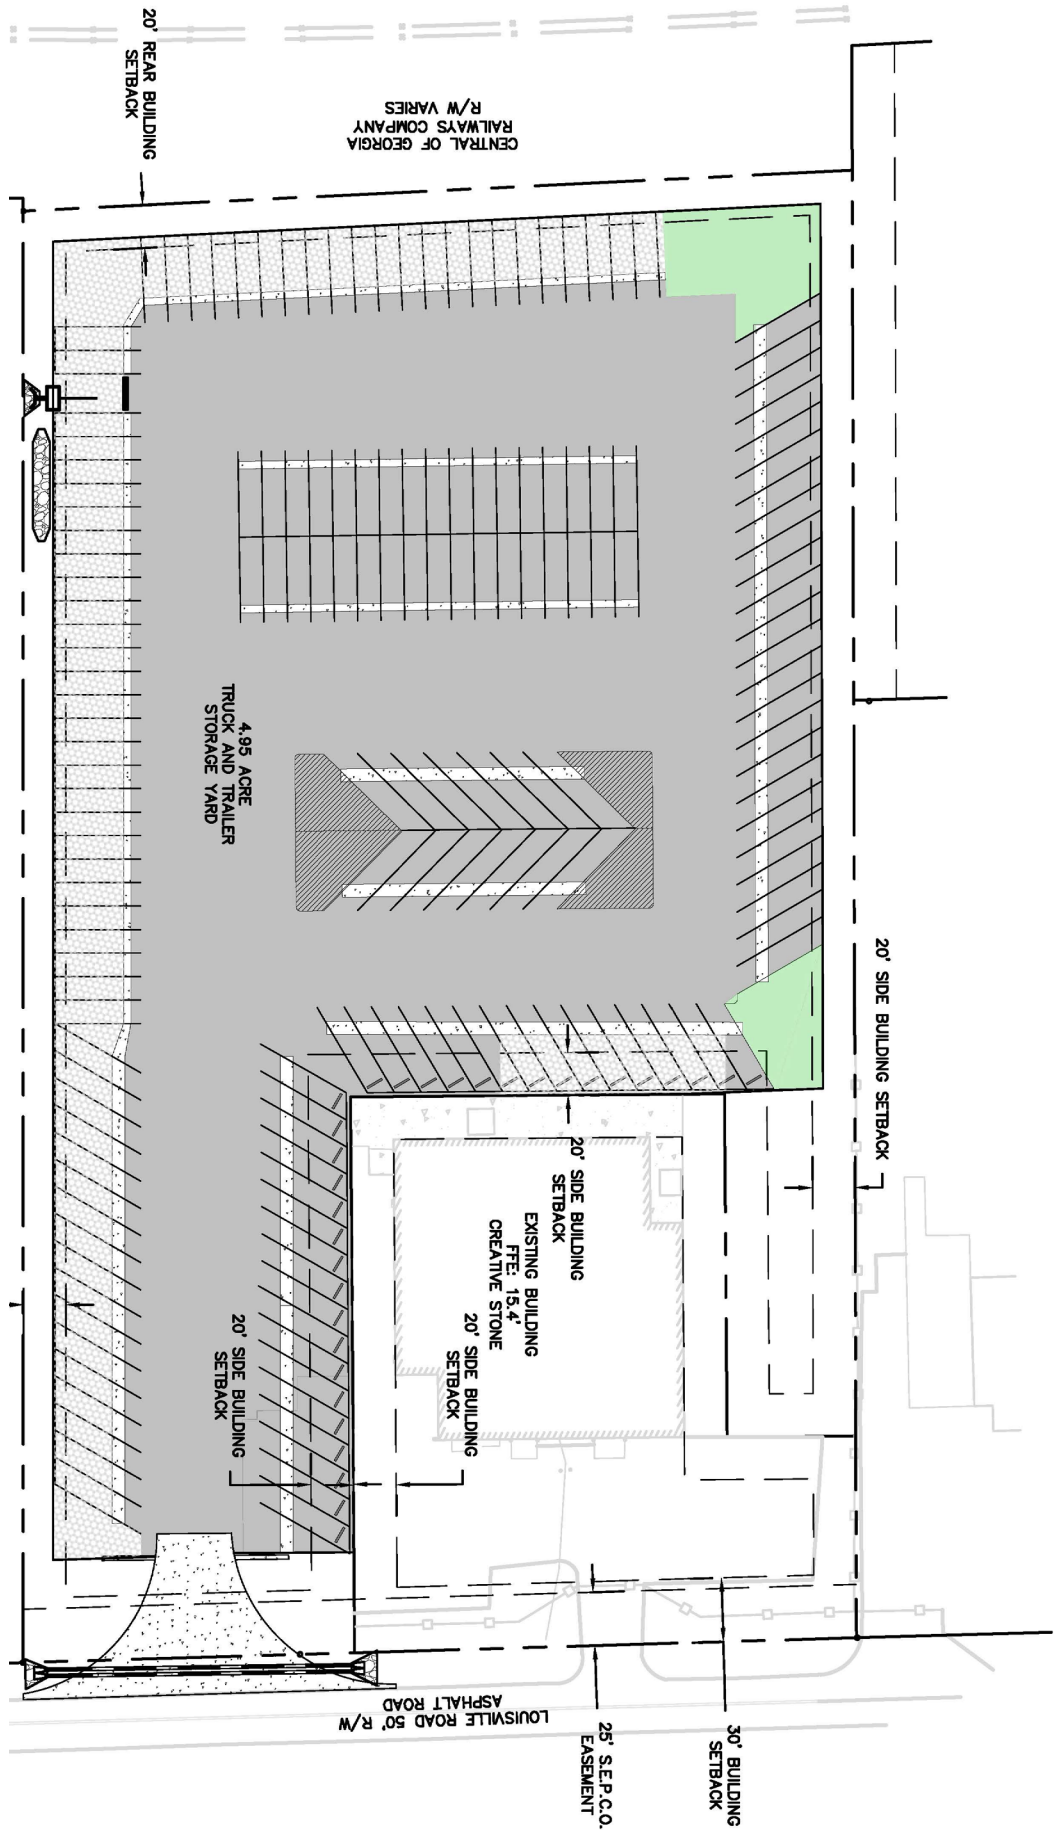 20' REAR BUILDING
SETBACK
CENTRAL OF GEORGIA
RAILWAYS COMPANY
R/W VARIES
4.95 ACRE
TRUCK AND TRAILER
STORAGE YARD
20' SIDE BUILDING SETBACK
20' SIDE BUILDING
SETBACK
EXISTING BUILDING
FFE: 15.4'
CREATIVE STONE
20' SIDE BUILDING
SETBACK
20' SIDE BUILDING
SETBACK
LOUISVILLE ROAD 50' R/W
ASPHALT ROAD
30' BUILDING
SETBACK
25' S.E.P.C.O.
EASEMENT